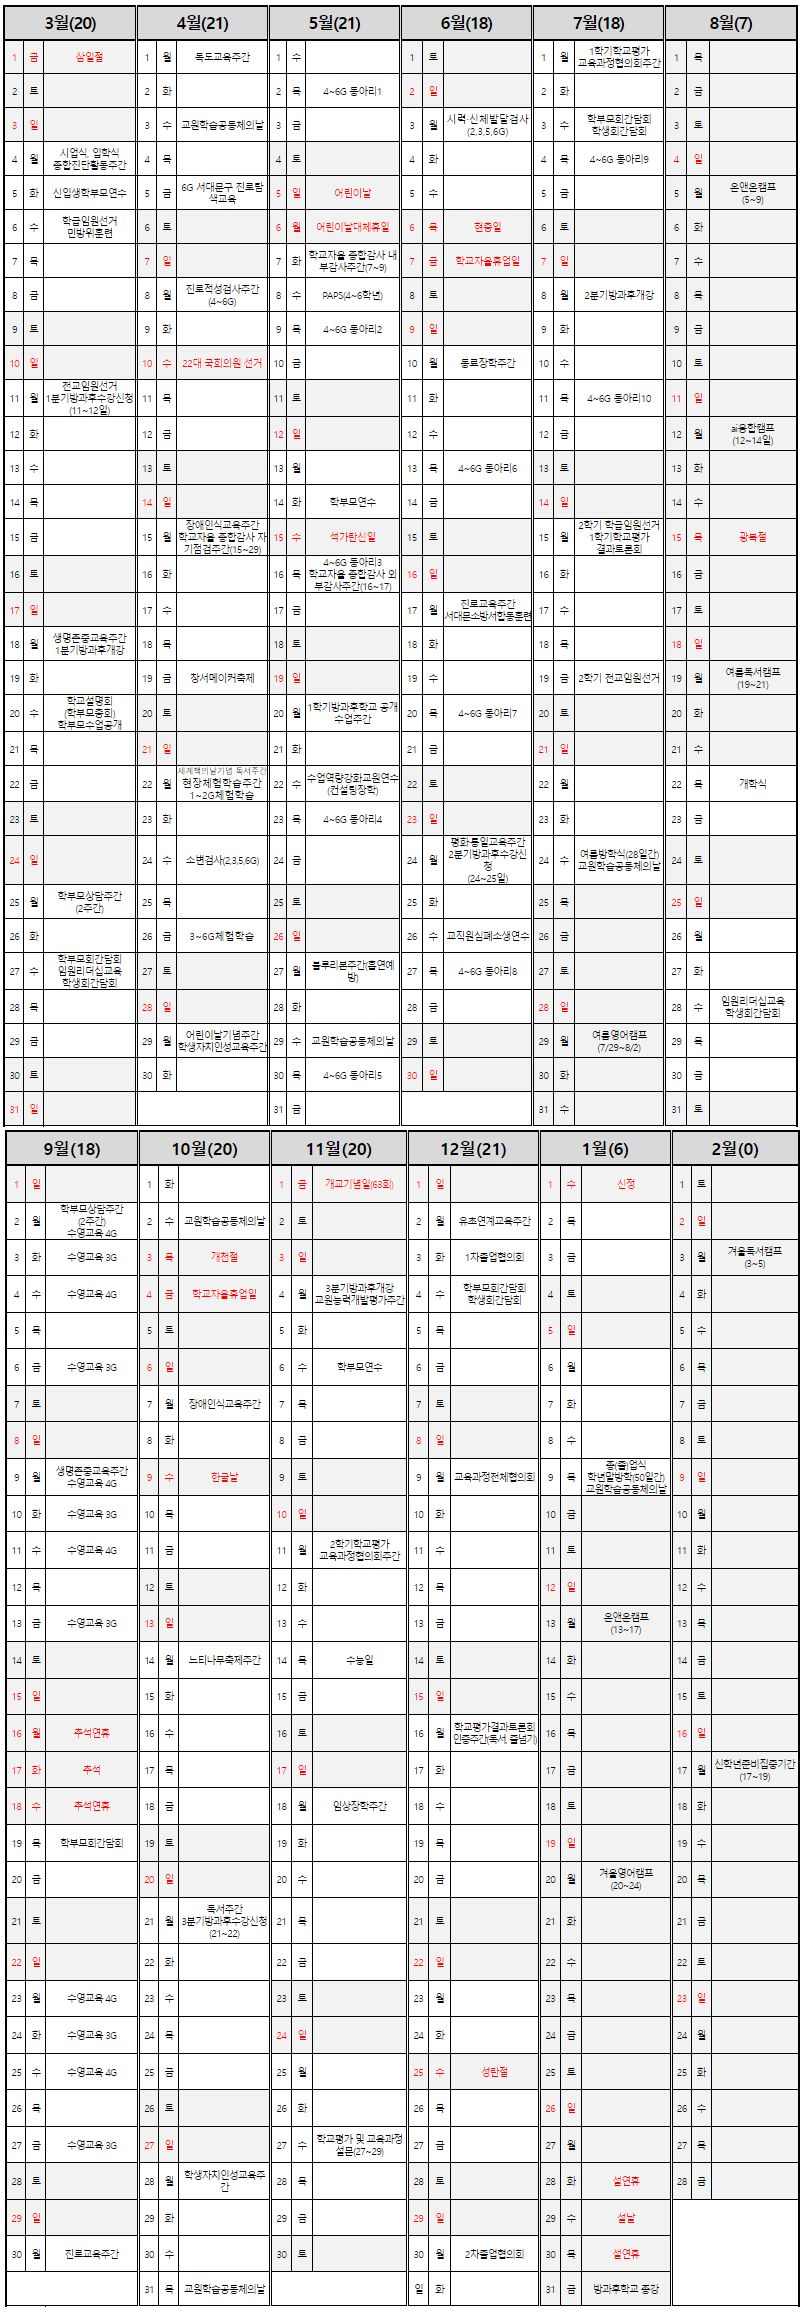 3월(20)
1 금 삼일절
2 토
3 일
4 월 시업식, 입학식
종합진단활동주간
5 화 신입생학부모연수
6 수 학급임원선거
민방위훈련
7 목
8 금
9 토
10 일
11 월 전교임원선거
1분기방과후수강신청
(11~12일)
12 화
13 수
14 목
15 금
16 토
17 일
18 월 생명존중교육주간
1분기방과후개강
19 화
20 수 학교설명회
(학부모총회)
학부모수업공개
21 목
22 금
23 토
24 일
25 월 학부모상담주간
(2주간)
26 화
27 수 학부모회간담회
임원리더십교육
학생회간담회
28 목
29 금
30 토
31 일
4월(21)
1 월 독도교육주간
2 화
3 수 교원학습공동체의날
4 목
5 금 6G 서대문구 진로탐
색교육
6 토
7 일
8 월 진로적성검사주간
(4~6G)
9 화
10 수 22대 국회의원 선거
11 목
12 금
13 토
14 일
15 월 장애인식교육주간
학교자율 종합감사 자
기점검주간(15~29)
16 화
17 수
18 목
19 금 창서메이커축제
20 토
21 일
22 월 세계책의날기념 독서주간
현장체험학습주간
1~2G체험학습
23 화
24 수 소변검사(2,3,5,6G)
25 목
26 금 3~6G체험학습
27 토
28 일
29 월 어린이날기념주간
학생자치인성교육주간
30 화
5월(21)
1 수
2 목 4~6G 동아리1
3 금
4 토
5 일 어린이날
6 월 어린이날대체휴일
7 화 학교자율 종합감사 내
부감사주간(7~9)
8 수 PAPS(4~6학년)
9 목 4~6G 동아리2
10 금
11 토
12 일
13 월
14 화 학부모연수
15 수 석가탄신일
16 목 4~6G 동아리3
학교자율 종합감사 외
부감사주간(16~17)
17 금
18 토
19 일
20 월 1학기방과후학교 공개
수업주간
21 화
22 수 수업역량강화교원연수
(컨설팅장학)
23 목 4~6G 동아리4
24 금
25 토
26 일
27 월 블루리본주간(흡연예
방)
28 화
29 수 교원학습공동체의날
30 목 4~6G 동아리5
31 금
6월(18)
1 토
2 일
3 월 시력·신체발달검사
(2,3,5,6G)
4 화
5 수
6 목 현충일
7 금 학교자율휴업일
8 토
9 일
10 월 동료장학주간
11 화
12 수
13 목 4~6G 동아리6
14 금
15 토
16 일
17 월 진로교육주간
서대문소방서합동훈련
18 화
19 수
20 목 4~6G 동아리7
21 금
22 토
23 일
24 월 평화통일교육주간
2분기방과후수강신
청
(24~25일)
25 화
26 수 교직원심폐소생연수
27 목 4~6G 동아리8
28 금
29 토
30 일
7월(18)
1 월 1학기학교평가
교육과정협의회주간
2 화
3 수 학부모회간담회
학생회간담회
4 목 4~6G 동아리9
5 금
6 토
7 일
8 월 2분기방과후개강
9 화
10 수
11 목 4~6G 동아리10
12 금
13 토
14 일
15 월 2학기 학급임원선거
1학기학교평가
결과토론회
16 화
17 수
18 목
19 금 2학기 전교임원선거
20 토
21 일
22 월
23 화
24 수 여름방학식(28일간)
교원학습공동체의날
25 목
26 금
27 토
28 일
29 월 여름영어캠프
(7/29~8/2)
30 화
31 수
8월(7)
1 목
2 금
3 토
4 일
5 월 온앤온캠프
(5~9)
6 화
7 수
8 목
9 금
10 토
11 일
12 월 ai융합캠프
(12~14일)
13 화
14 수
15 목 광복절
16 금
17 토
18 일
19 월 여름독서캠프
(19~21)
20 화
21 수
22 목 개학식
23 금
24 토
25 일
26 월
27 화
28 수 임원리더십교육
학생회간담회
29 목
30 금
31 토
9월(18)
1 일
2 월 학부모상담주간
(2주간)
수영교육 4G
3 화 수영교육 3G
4 수 수영교육 4G
5 목
6 금 수영교육 3G
7 토
8 일
9 월 생명존중교육주간
수영교육 4G
10 화 수영교육 3G
11 수 수영교육 4G
12 목
13 금 수영교육 3G
14 토
15 일
16 월 추석연휴
17 화 추석
18 수 추석연휴
19 목 학부모회간담회
20 금
21 토
22 일
23 월 수영교육 4G
24 화 수영교육 3G
25 수 수영교육 4G
26 목
27 금 수영교육 3G
28 토
29 일
30 월 진로교육주간
10월(20)
1 화
2 수 교원학습공동체의날
3 목 개천절
4 금 학교자율휴업일
5 토
6 일
7 월 장애인식교육주간
8 화
9 수 한글날
10 목
11 금
12 토
13 일
14 월 느티나무축제주간
15 화
16 수
17 목
18 금
19 토
20 일
21 월 독서주간
3분기방과후수강신청
(21~22)
22 화
23 수
24 목
25 금
26 토
27 일
28 월 학생자치인성교육주
간
29 화
30 수
31 목 교원학습공동체의날
11월(20)
1 금 개교기념일(63회)
2 토
3 일
4 월 3분기방과후개강
교원능력개발평가주간
5 화
6 수 학부모연수
7 목
8 금
9 토
10 일
11 월 2학기학교평가
교육과정협의회주간
12 화
13 수
14 목 수능일
15 금
16 토
17 일
18 월 임상장학주간
19 화
20 수
21 목
22 금
23 토
24 일
25 월
26 화
27 수 학교평가 및 교육과정
설문(27~29)
28 목
29 금
30 토
12월(21)
1 일
2 월 유초연계교육주간
3 화 1차졸업협의회
4 수 학부모회간담회
학생회간담회
5 목
6 금
7 토
8 일
9 월 교육과정전체협의회
10 화
11 수
12 목
13 금
14 토
15 일
16 월 학교평가결과토론회
인증주간(독서, 줄넘기)
17 화
18 수
19 목
20 금
21 토
22 일
23 월
24 화
25 수 성탄절
26 목
27 금
28 토
29 일
30 월 2차졸업협의회
일 화
1월(6)
1 수 신정
2 목
3 금
4 토
5 일
6 월
7 화
8 수
9 목 종(졸)업식
학년말방학(50일간)
교원학습공동체의날
10 금
11 토
12 일
13 월 온앤온캠프
(13~17)
14 화
15 수
16 목
17 금
18 토
19 일
20 월 겨울영어캠프
(20~24)
21 화
22 수
23 목
24 금
25 토
26 일
27 월
28 화 설연휴
29 수 설날
30 목 설연휴
31 금 방과후학교 종강
2월(0)
1 토
2 일
3 월 겨울독서캠프
(3~5)
4 화
5 수
6 목
7 금
8 토
9 일
10 월
11 화
12 수
13 목
14 금
15 토
16 일
17 월 신학년준비집중기간
(17~19)
18 화
19 수
20 목
21 금
22 토
23 일
24 월
25 화
26 수
27 목
28 금